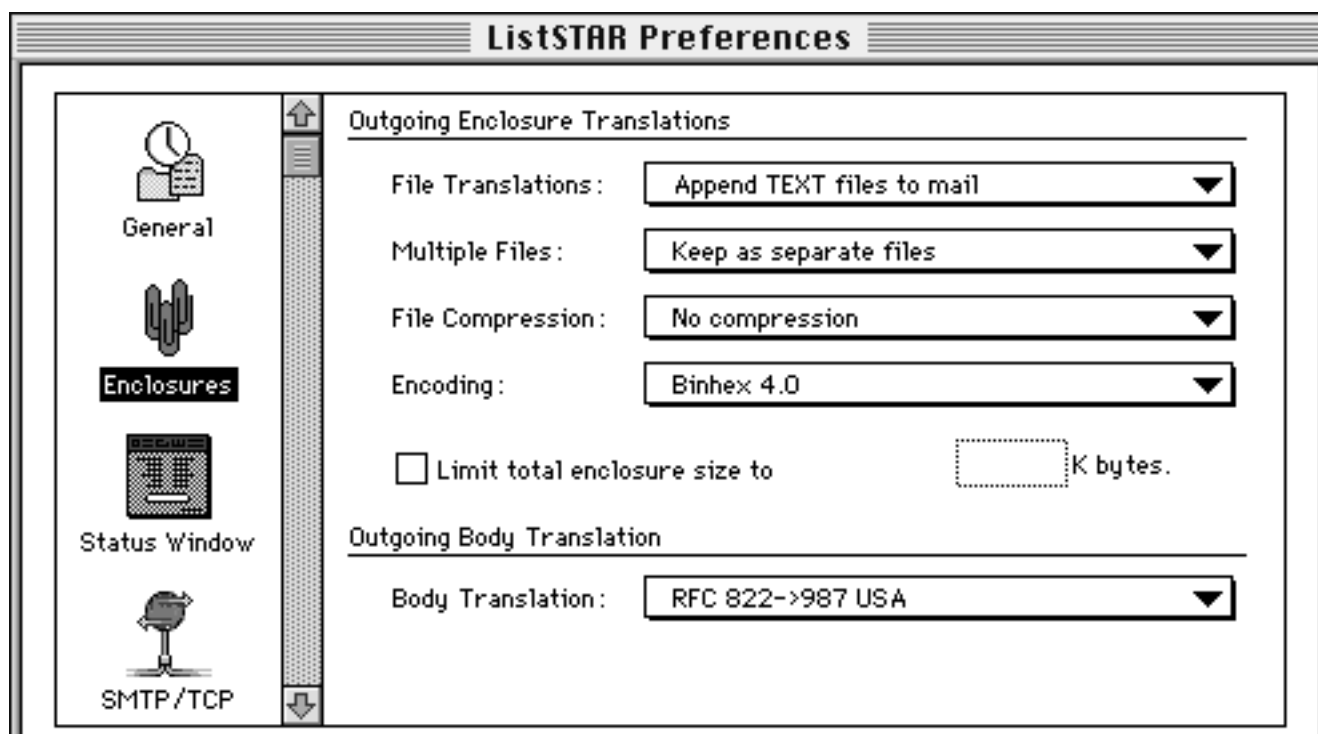 ListSTAR Preferences
General
Enclosures
Status Window
SMTP/TCP
Outgoing Enclosure Translations
File Translations: Append TEXT files to mail
Multiple Files: Keep as separate files
File Compression: No compression
Encoding: Binhex 4.0
Limit total enclosure size to K bytes.
Outgoing Body Translation
Body Translation: RFC 822->987 USA